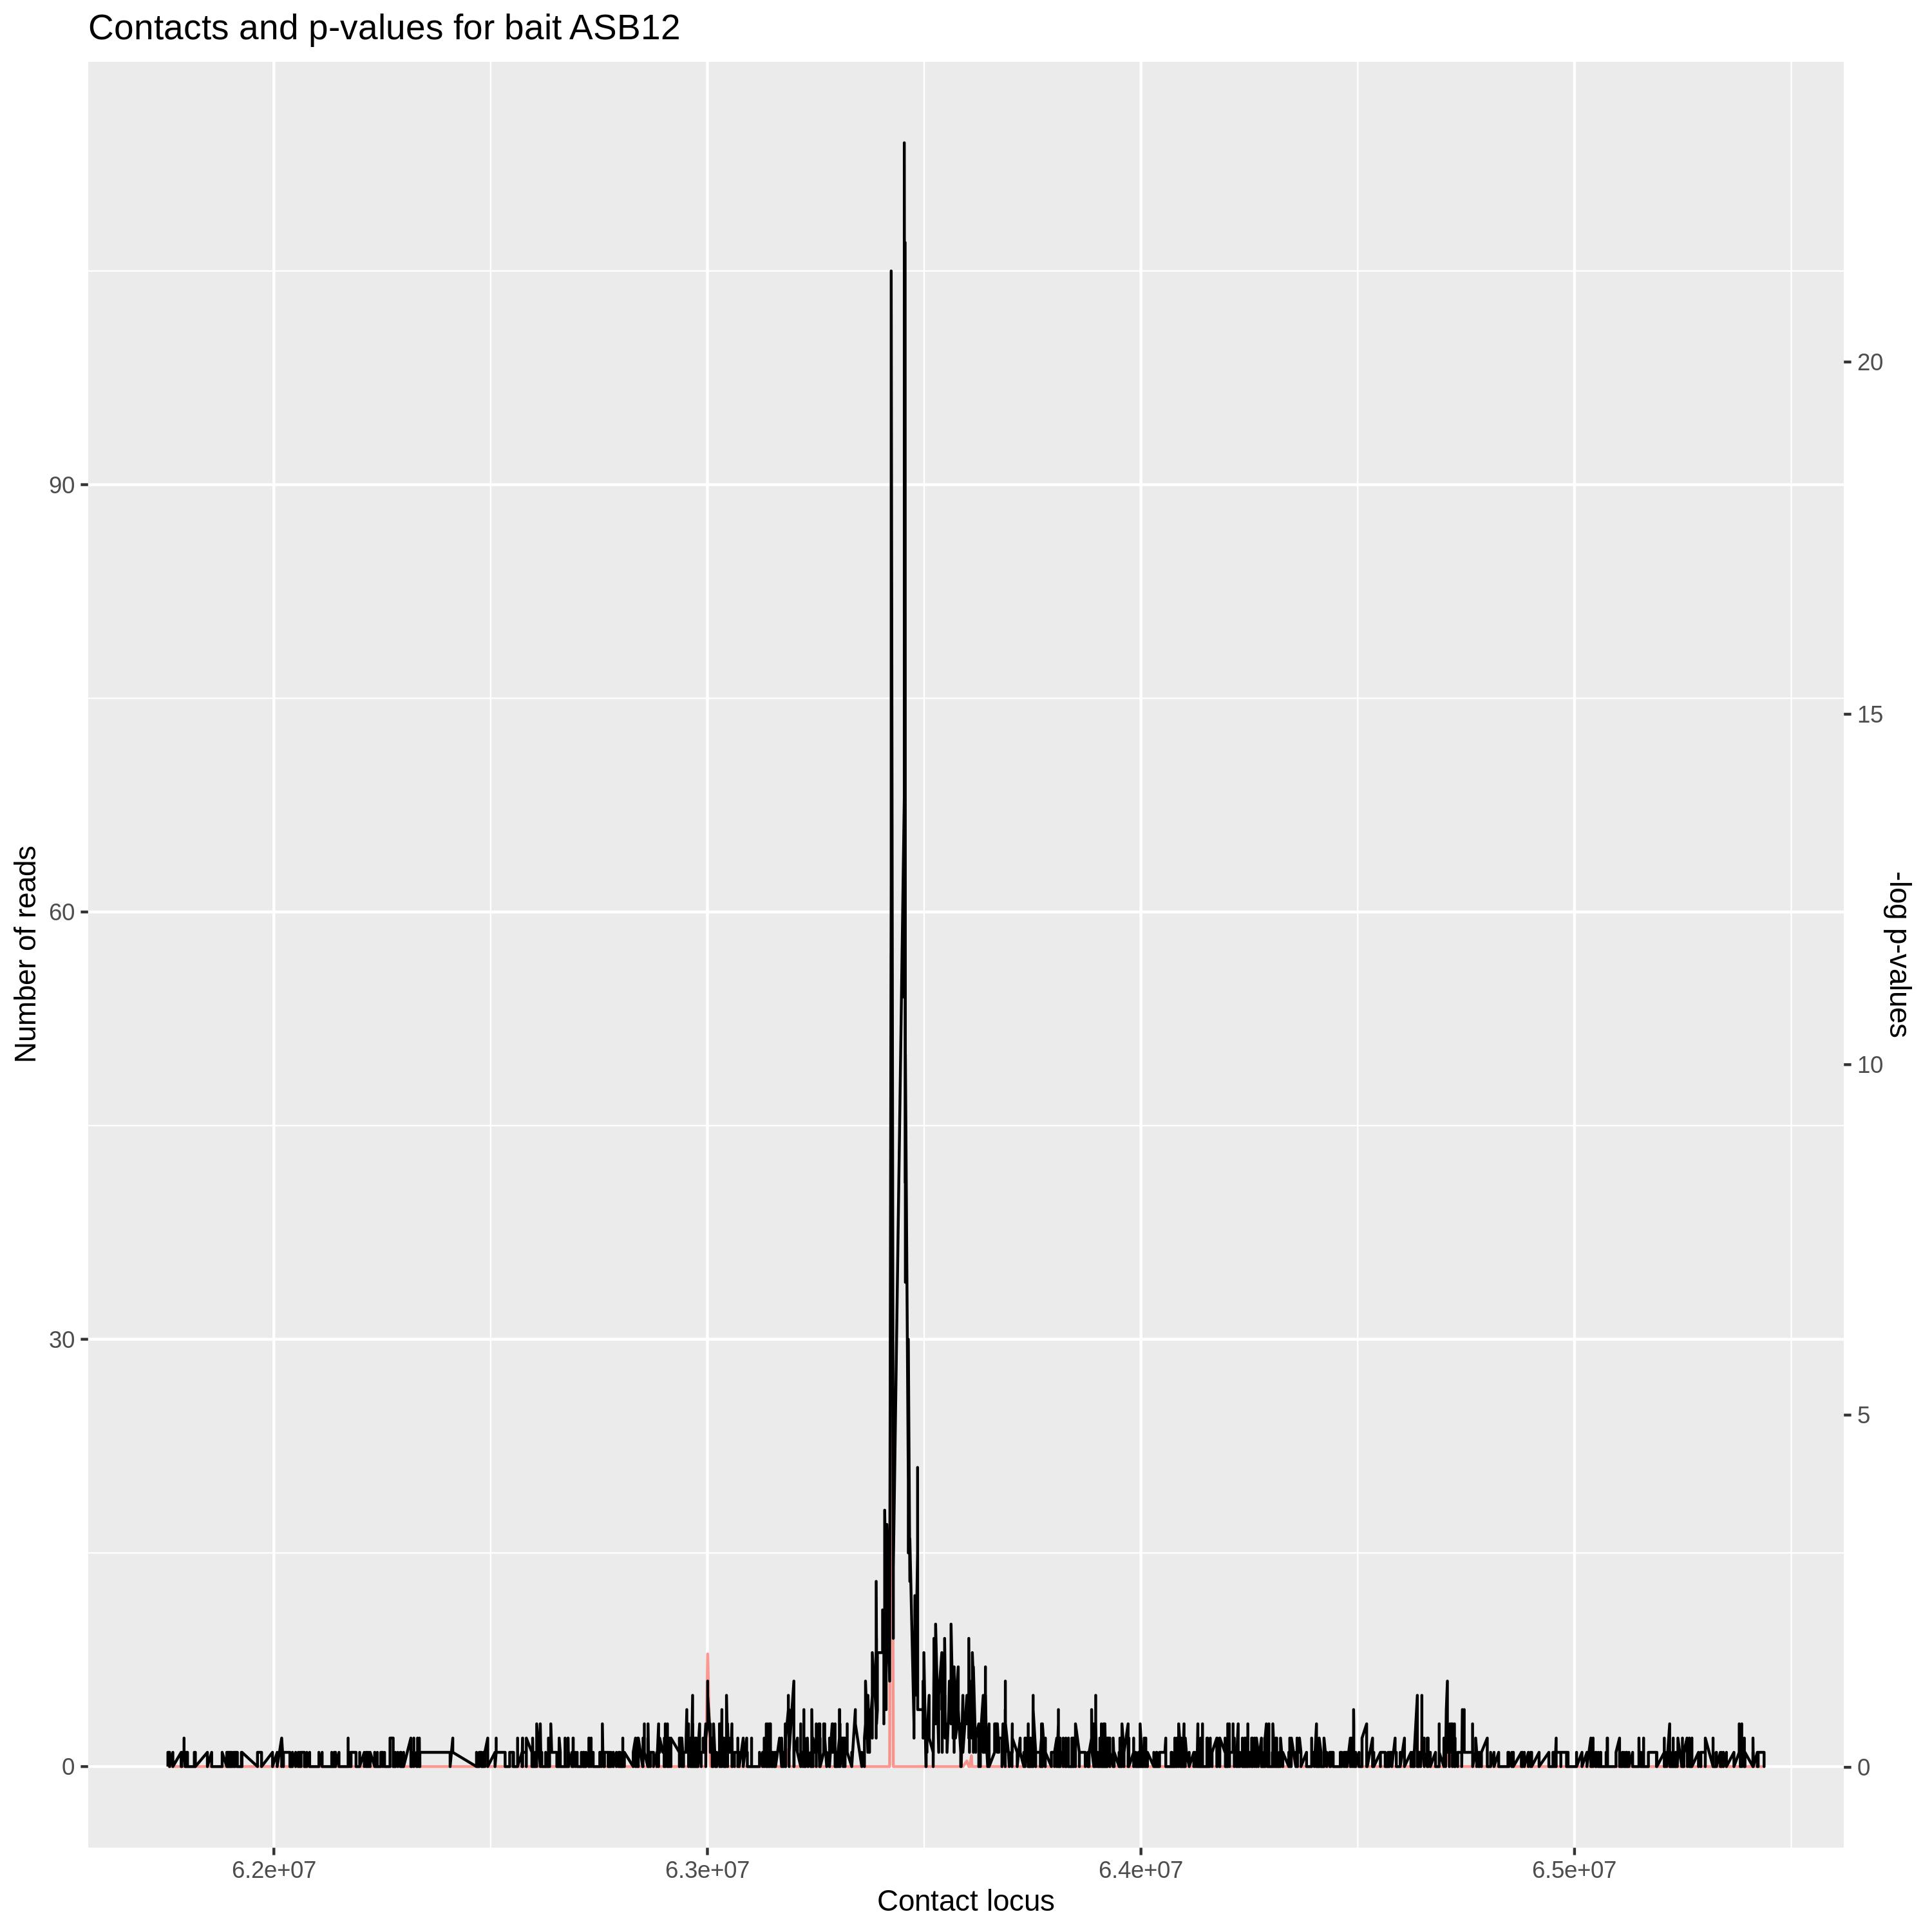 Contacts and p-values for bait ASB12
Number of reads
90
60
30
0
20
15
10
5
0
-log p-values
6.2e+07 6.3e+07 6.4e+07 6.5e+07
Contact locus